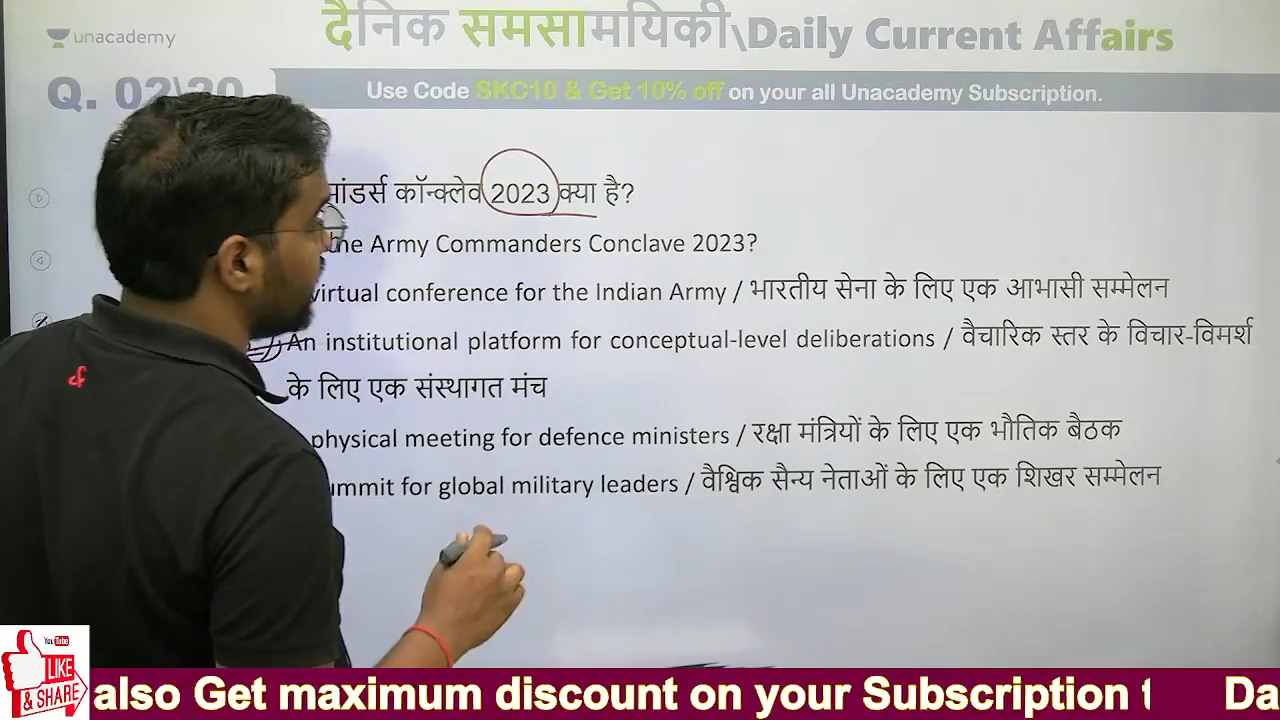 unacademy
दैनिक समसामयिकी\Daily Current Affairs
Q. 02\20
Use Code SKC10 & Get 10% off on your all Unacademy Subscription.
कॉन्क्लेव 2023 क्या है?
the Army Commanders Conclave 2023?
virtual conference for the Indian Army / भारतीय सेना के लिए एक आभासी सम्मेलन
An institutional platform for conceptual-level deliberations / वैचारिक स्तर के विचार-विमर्श
के लिए एक संस्थागत मंच
physical meeting for defence ministers / रक्षा मंत्रियों के लिए एक भौतिक बैठक
for global military leaders / वैश्विक सैन्य नेताओं के लिए एक शिखर सम्मेलन
YouTube
LIKE
& SHARE
also Get maximum discount on your Subscription